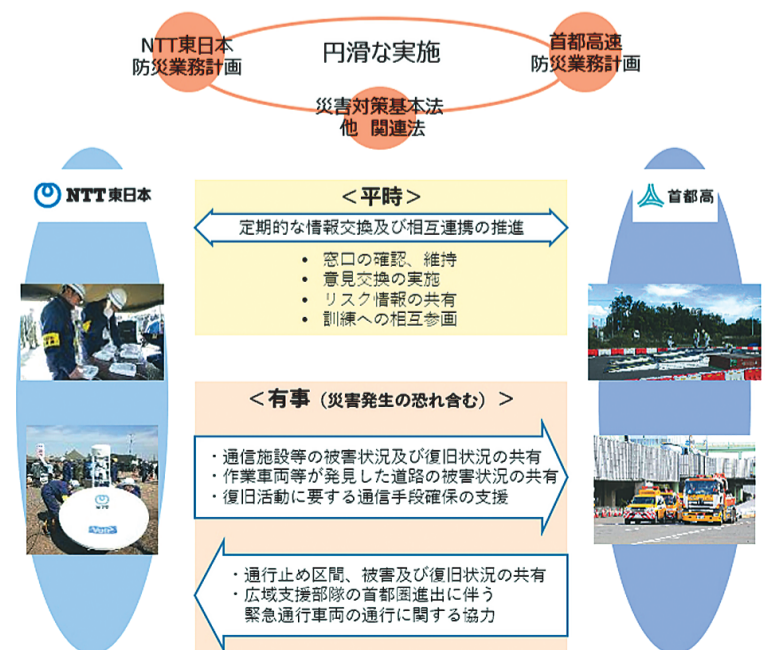 NTT東日本
防災業務計画
円滑な実施
首都高速
防災業務計画
災害対策基本法
他 関連法
NTT東日本
首都高
＜平時＞
定期的な情報交換及び相互連携の推進
• 窓口の確認、維持
• 意見交換の実施
• リスク情報の共有
• 訓練への相互参画
＜有事（災害発生の恐れ含む）＞
・通信施設等の被害状況及び復旧状況の共有
・作業車両等が発見した道路の被害状況の共有
・復旧活動に要する通信手段確保の支援
・通行止め区間、被害及び復旧状況の共有
・広域支援部隊の首都圏進出に伴う
緊急通行車両の通行に関する協力